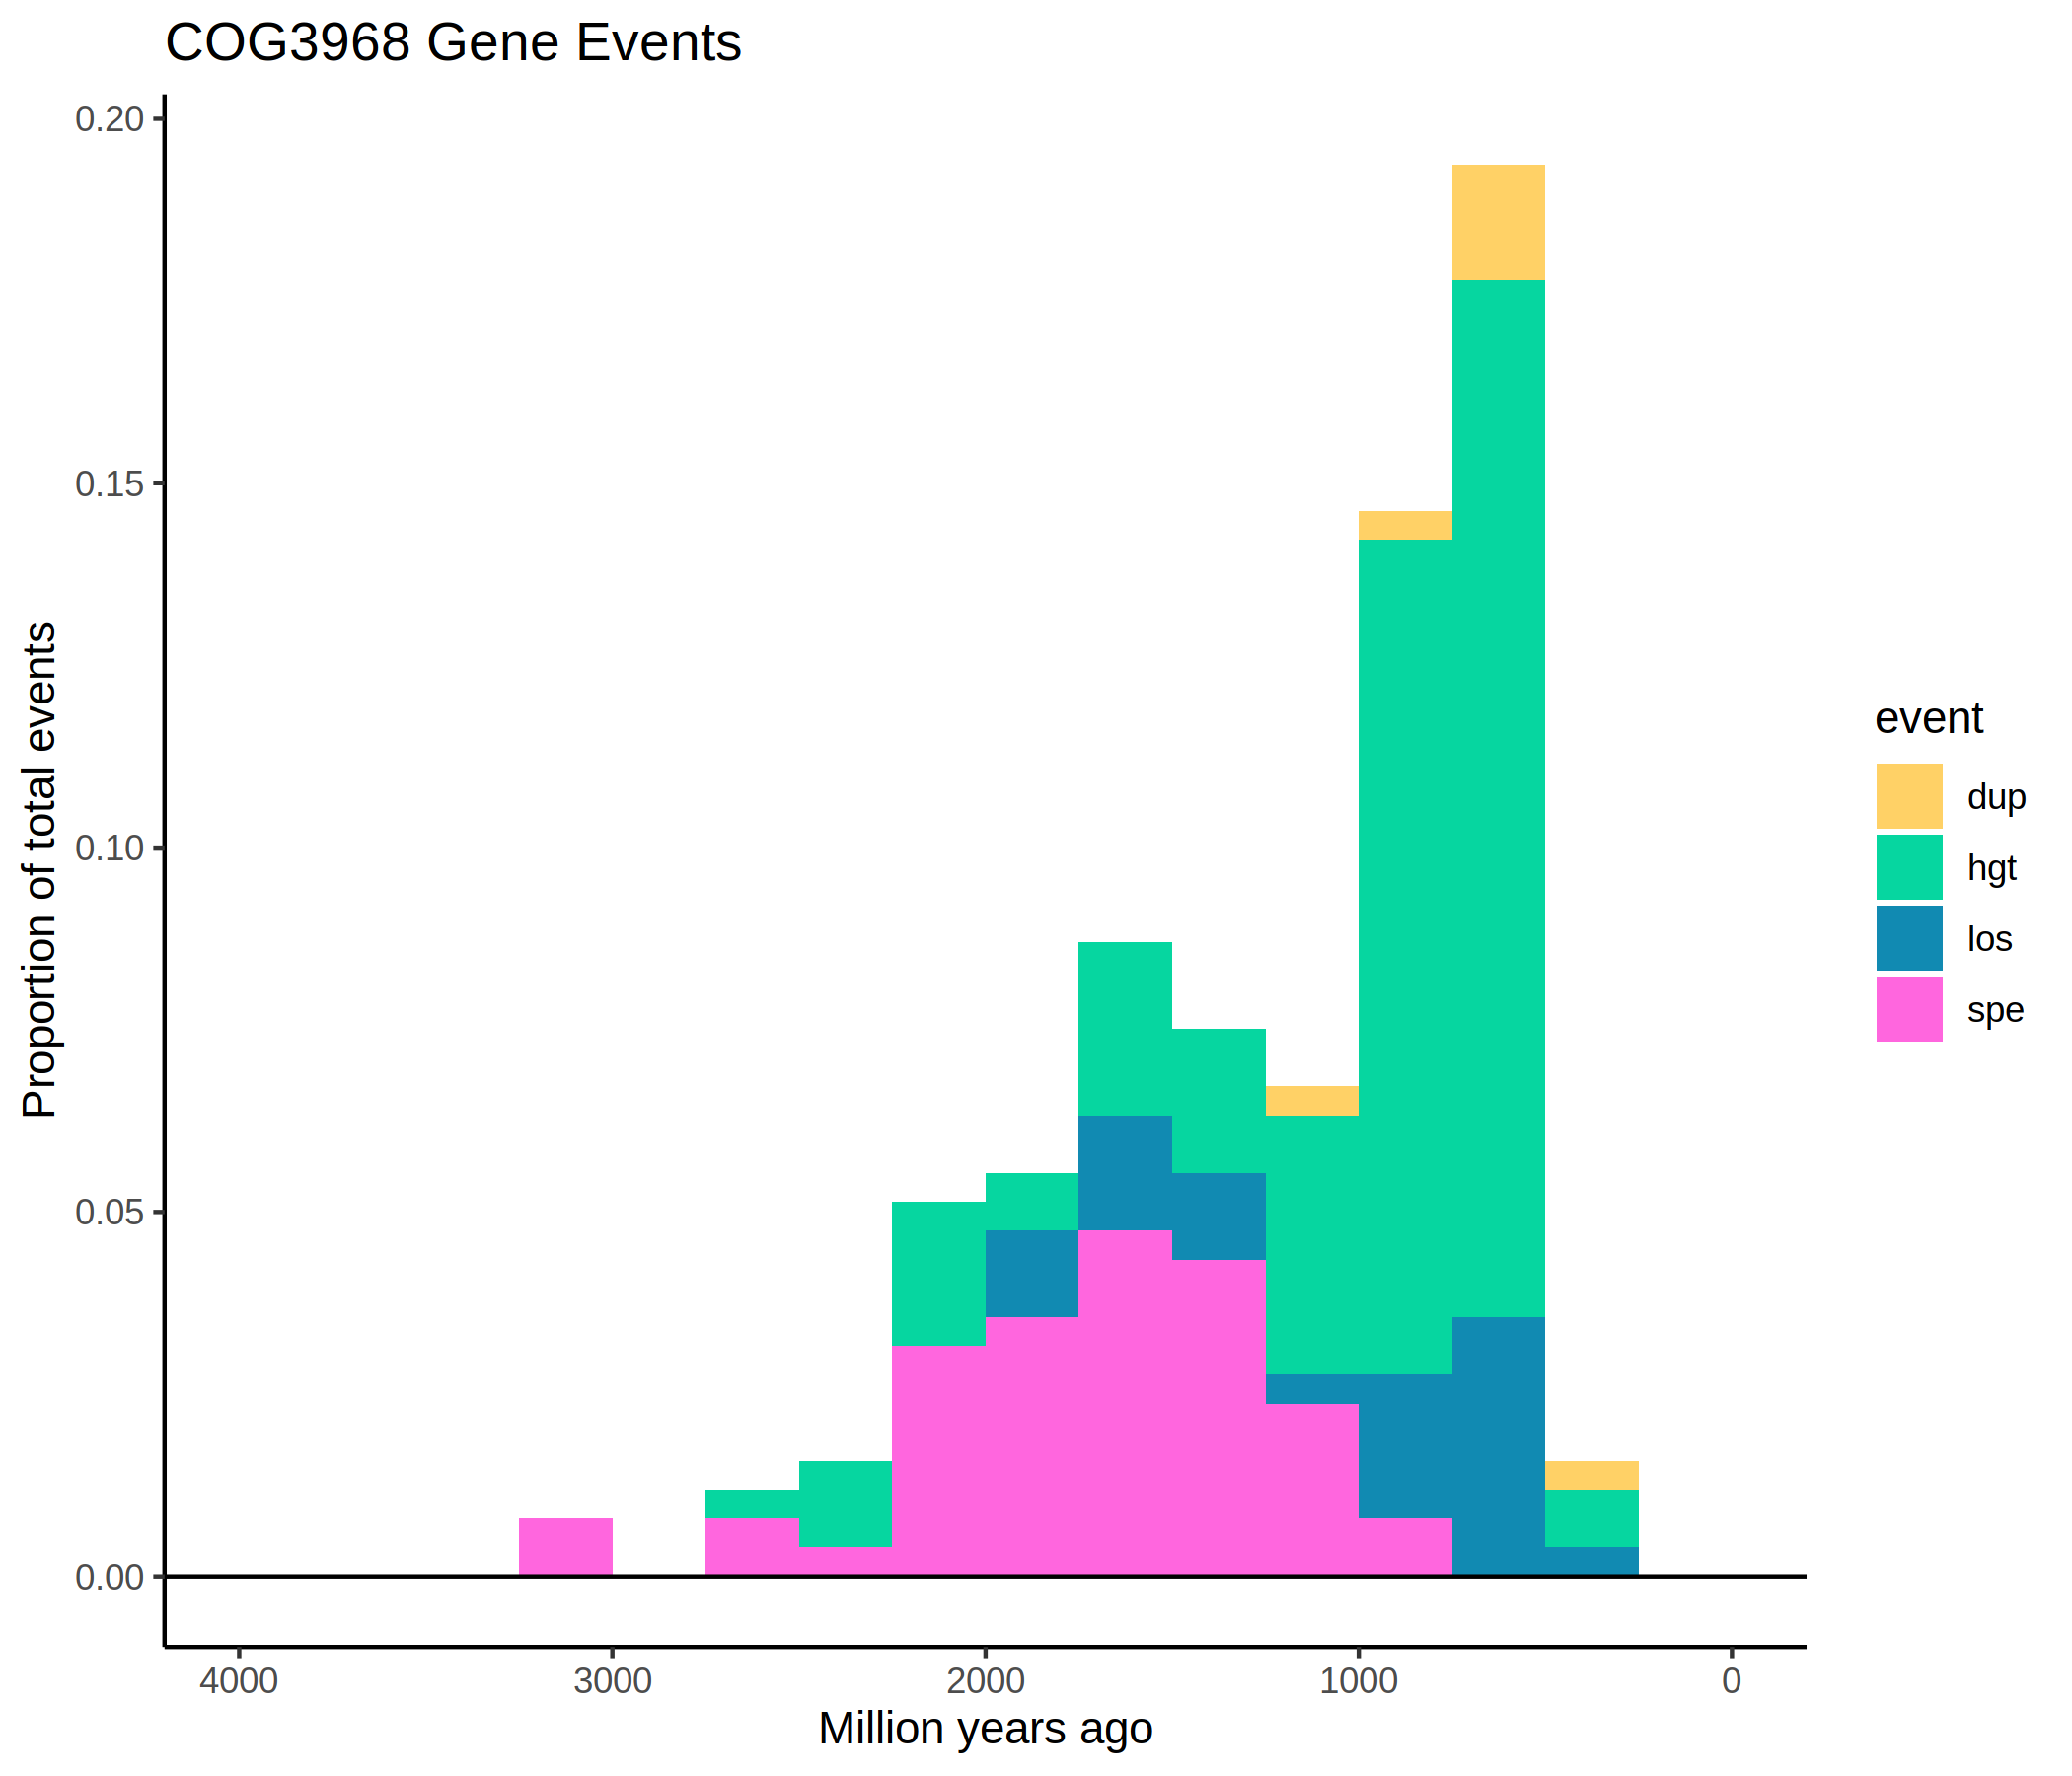 COG3968 Gene Events
0.20
0.15
0.10
0.05
0.00
Proportion of total events
4000 3000 2000 1000 0
Million years ago
event
dup
hgt
los
spe